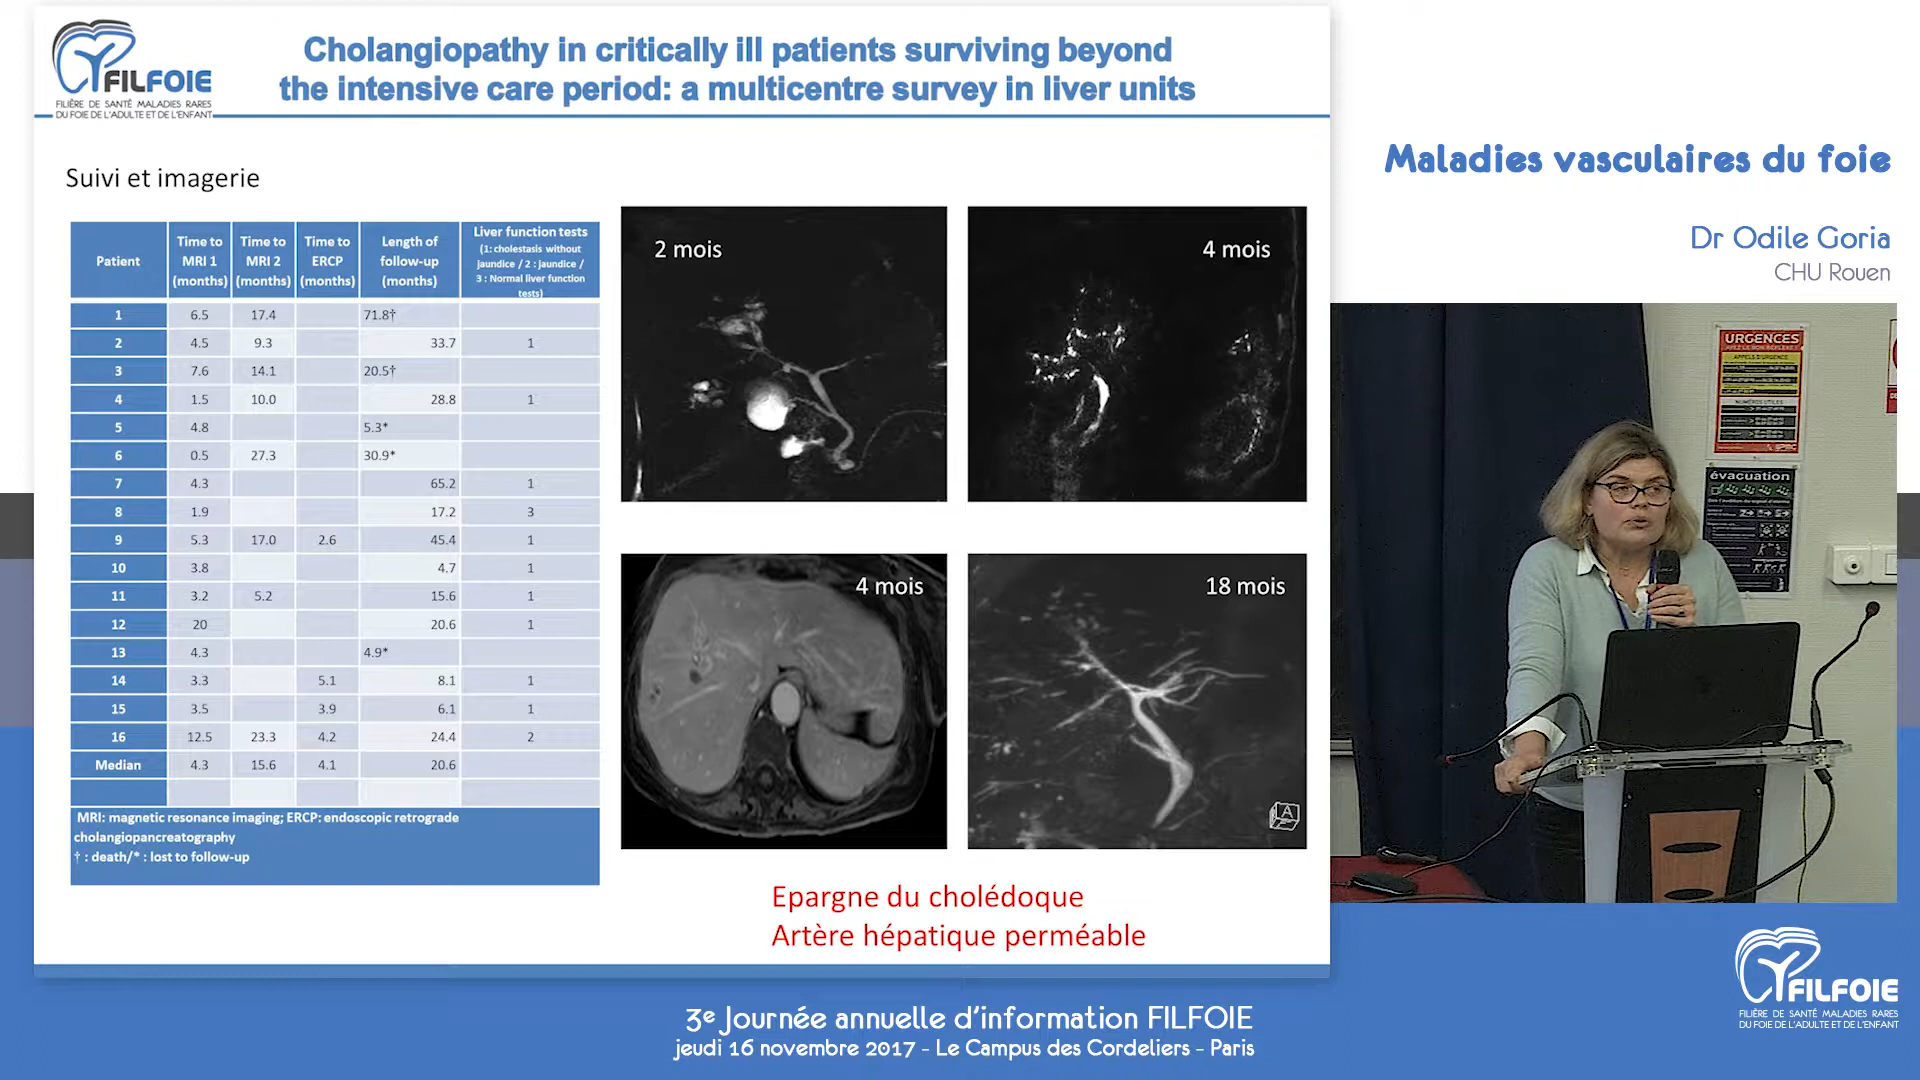 FILFOIE
FILIÈRE DE SANTÉ MALADIES RARES
DU FOIE DE L'ADULTE ET DE L'ENFANT
Cholangiopathy in critically ill patients surviving beyond
the intensive care period: a multicentre survey in liver units
Suivi et imagerie
Patient Time to MRI 1 (months) Time to MRI 2 (months) Time to ERCP (months) Length of follow-up (months) Liver function tests (1: cholestasis without jaundice / 2 : jaundice / 3 : Normal liver function tests)
1 6.5 17.4 71.8†
2 4.5 9.3 33.7 1
3 7.6 14.1 20.5†
4 1.5 10.0 28.8 1
5 4.8 5.3*
6 0.5 27.3 30.9*
7 4.3 65.2 1
8 1.9 17.2 3
9 5.3 17.0 2.6 45.4 1
10 3.8 4.7 1
11 3.2 5.2 15.6 1
12 20 20.6 1
13 4.3 4.9*
14 3.3 5.1 8.1 1
15 3.5 3.9 6.1 1
16 12.5 23.3 4.2 24.4 2
Median 4.3 15.6 4.1 20.6
MRI: magnetic resonance imaging; ERCP: endoscopic retrograde
cholangiopancreatography
† : death/* : lost to follow-up
2 mois
4 mois
4 mois
18 mois
A
Epargne du cholédoque
Artère hépatique perméable
Maladies vasculaires du foie
Dr Odile Goria
CHU Rouen
URGENCES
APPELS D'URGENCE
NUMÉROS UTILES
évacuation
3e Journée annuelle d'information FILFOIE
jeudi 16 novembre 2017 - Le Campus des Cordeliers - Paris
FILFOIE
FILIÈRE DE SANTÉ MALADIES RARES
DU FOIE DE L'ADULTE ET DE L'ENFANT